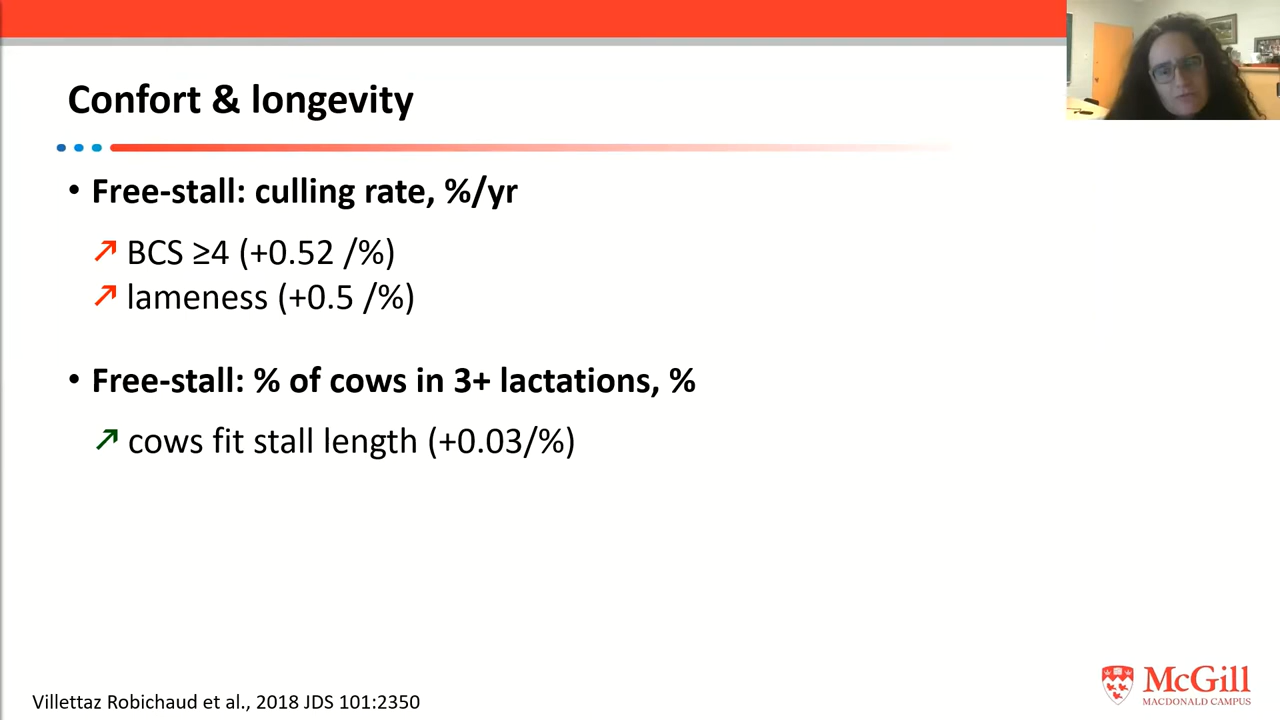 Confort & longevity
• Free-stall: culling rate, %/yr
↗ BCS ≥4 (+0.52 /%)
↗ lameness (+0.5 /%)
• Free-stall: % of cows in 3+ lactations, %
↗ cows fit stall length (+0.03/%)
Villettaz Robichaud et al., 2018 JDS 101:2350
McGill
MACDONALD CAMPUS